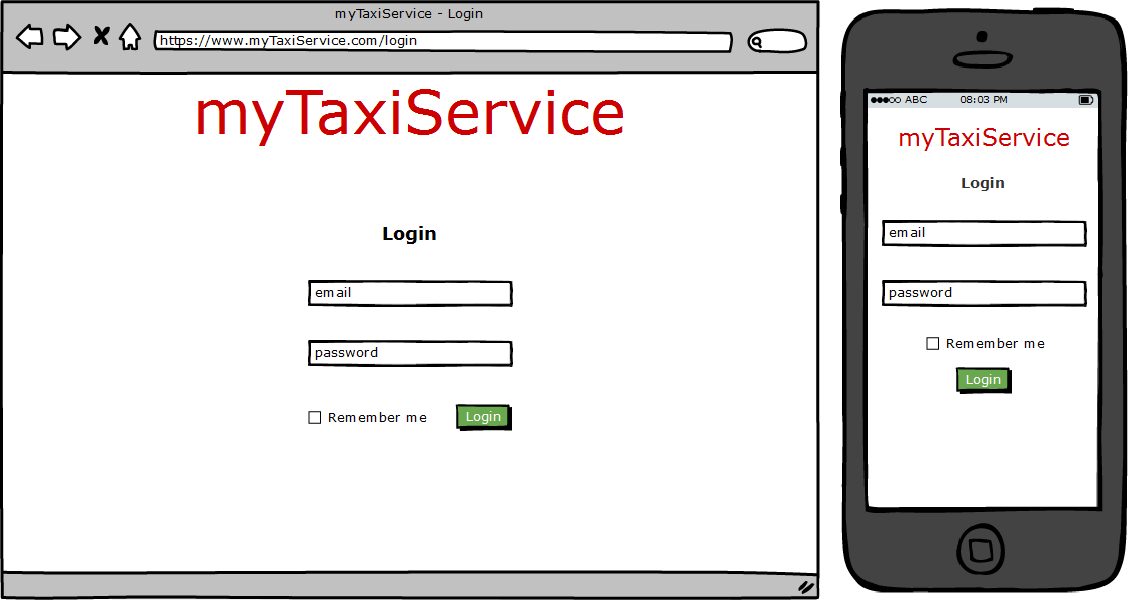 myTaxiService - Login
https://www.myTaxiService.com/login
myTaxiService
Login
email
password
Remember me
Login
ABC 08:03 PM
myTaxiService
Login
email
password
Remember me
Login